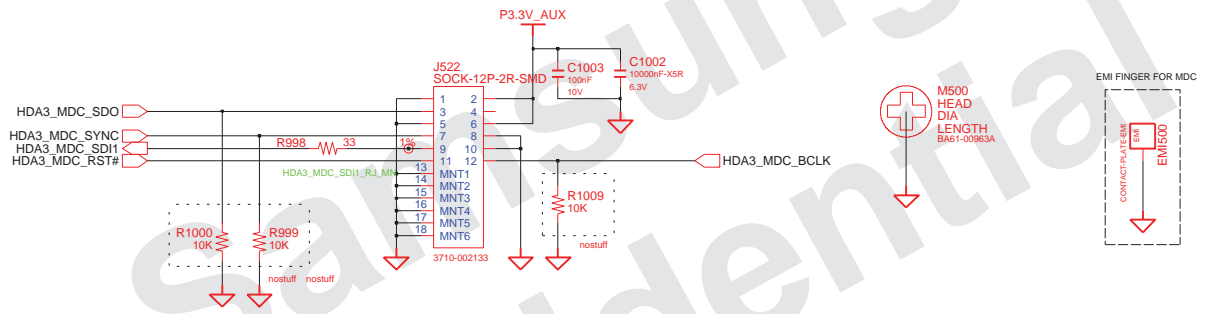 P3.3V_AUX
J522
SOCK-12P-2R-SMD
C1003
100nF
10V
C1002
10000nF-X5R
6.3V
HDA3_MDC_SDO
HDA3_MDC_SYNC
HDA3_MDC_SDI1
HDA3_MDC_RST#
R998 33 1%
HDA3_MDC_SDI1_RJ_MN
1 2
3 4
5 6
7 8
9 10
11 12
13 MNT1
14 MNT2
15 MNT3
16 MNT4
17 MNT5
18 MNT6
3710-002133
HDA3_MDC_BCLK
R1009
10K
nostuff
R1000
10K
R999
10K
nostuff nostuff
M500
HEAD
DIA
LENGTH
BA61-00963A
EMI FINGER FOR MDC
EMI
CONTACT-PLATE-EMI
EMI500
Samsung
Confidential